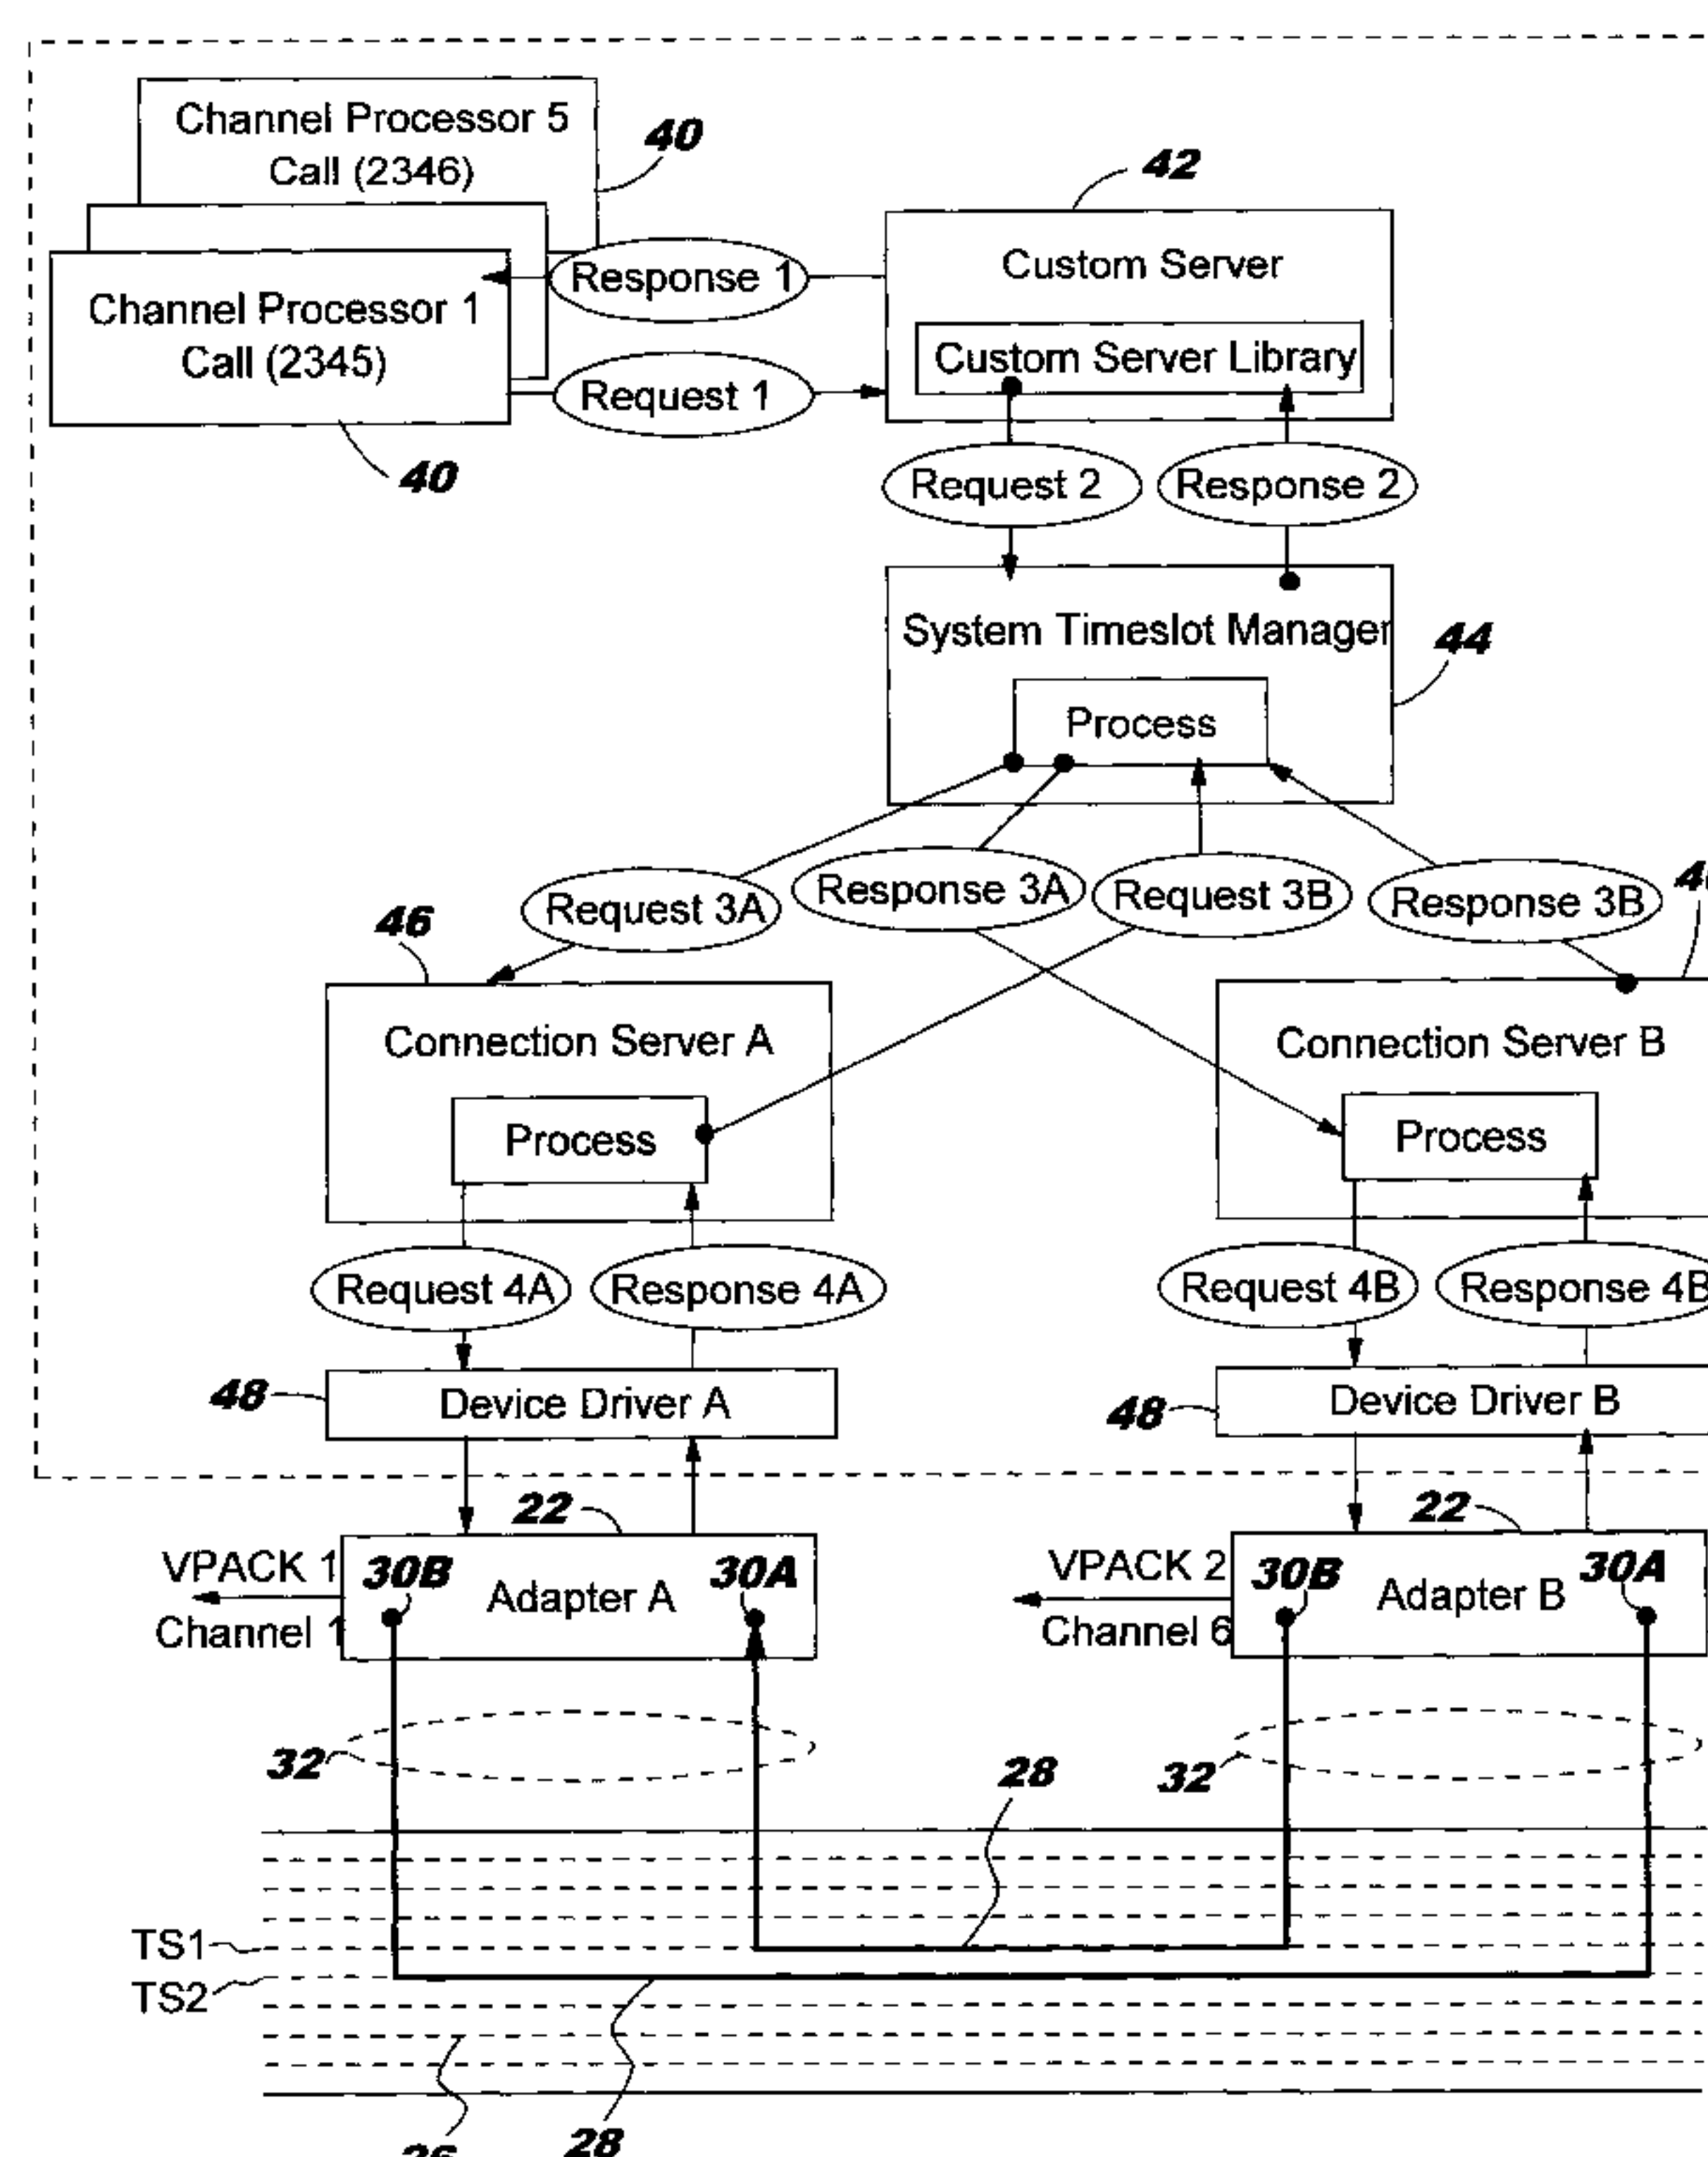 Channel Processor 5
Call (2346)
40
42
Response 1
Custom Server
Channel Processor 1
Call (2345)
Custom Server Library
Request 1
40
Request 2
Response 2
System Timeslot Manager
44
Process
Request 3A
Response 3A
Request 3B
Response 3B
46
Connection Server A
Connection Server B
Process
Process
Request 4A
Response 4A
Request 4B
Response 4B
48
Device Driver A
48
Device Driver B
22
22
VPACK 1
30B
Adapter A
30A
Channel 1
VPACK 2
30B
Adapter B
30A
Channel 6
32
32
28
TS1
TS2
28